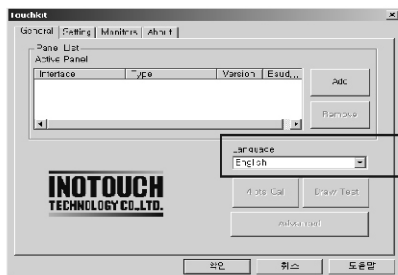 Touchkit
General Setting Monitors About
Panel List
Active Panel
Interface Type Version Baud...
Add
Remove
Language
English
INOTOUCH
TECHNOLOGY CO.,LTD.
4pts Cal Draw Test
Advanced
확인 취소 도움말